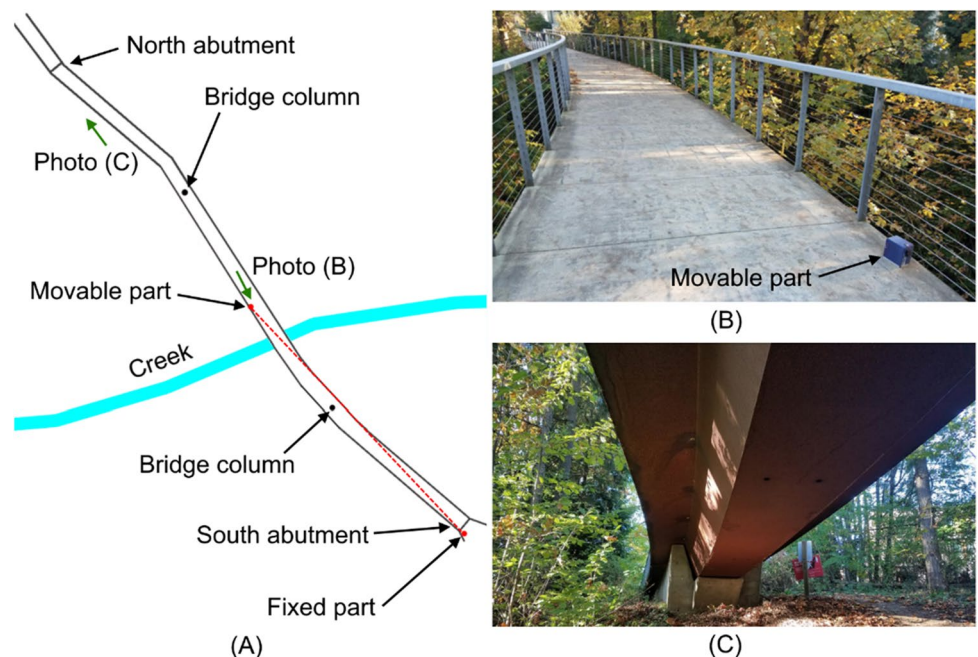 North abutment
Bridge column
Photo (C)
Photo (B)
Movable part
Creek
Bridge column
South abutment
Fixed part
(A)
Movable part
(B)
(C)